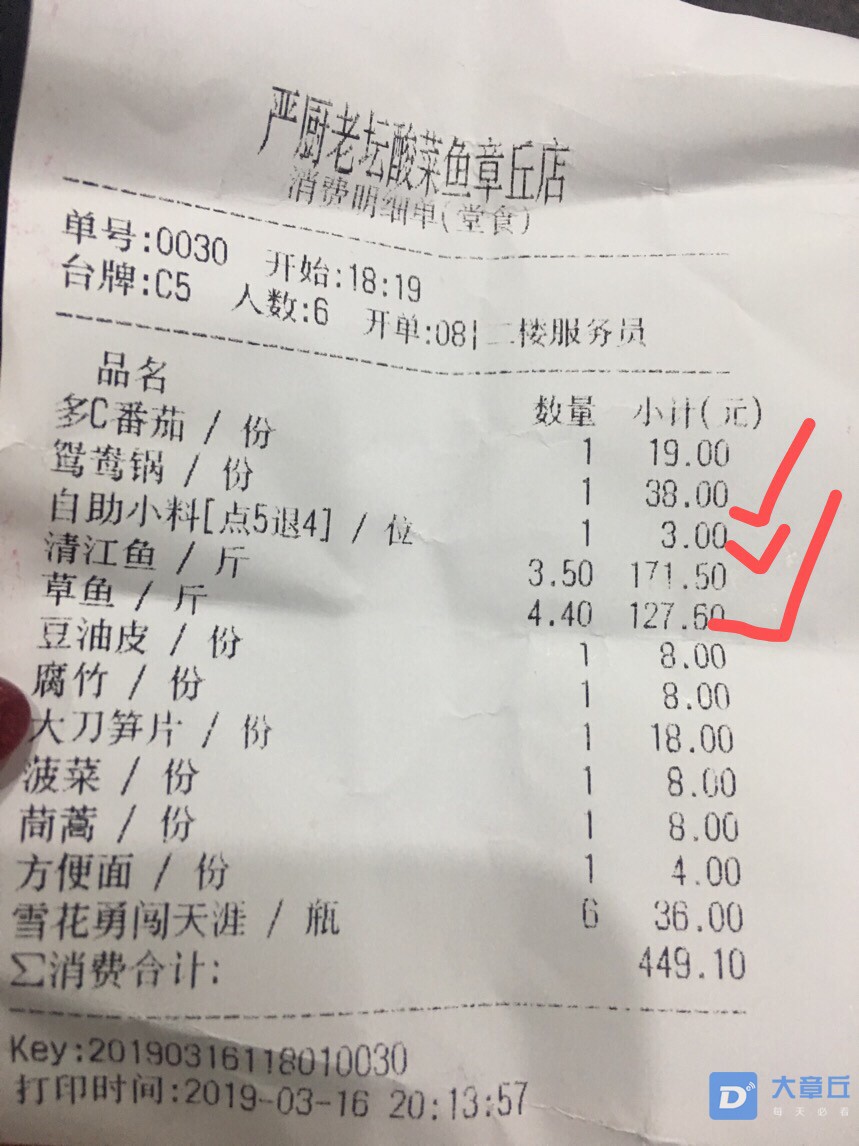 严厨老坛酸菜鱼章丘店
消费明细单(堂食)
单号:0030 开始:18:19
台牌:C5 人数:6 开单:08| 二楼服务员
品名 数量 小计(元)
多C番茄 / 份 1 19.00
鸳鸯锅 / 份 1 38.00
自助小料[点5退4] / 位 1 3.00
清江鱼 / 斤 3.50 171.50
草鱼 / 斤 4.40 127.60
豆油皮 / 份 1 8.00
腐竹 / 份 1 8.00
大刀笋片 / 份 1 18.00
菠菜 / 份 1 8.00
茼蒿 / 份 1 8.00
方便面 / 份 1 4.00
雪花勇闯天涯 / 瓶 6 36.00
∑消费合计: 449.10
Key:20190316118010030
打印时间:2019-03-16 20:13:57
大章丘
每天必看